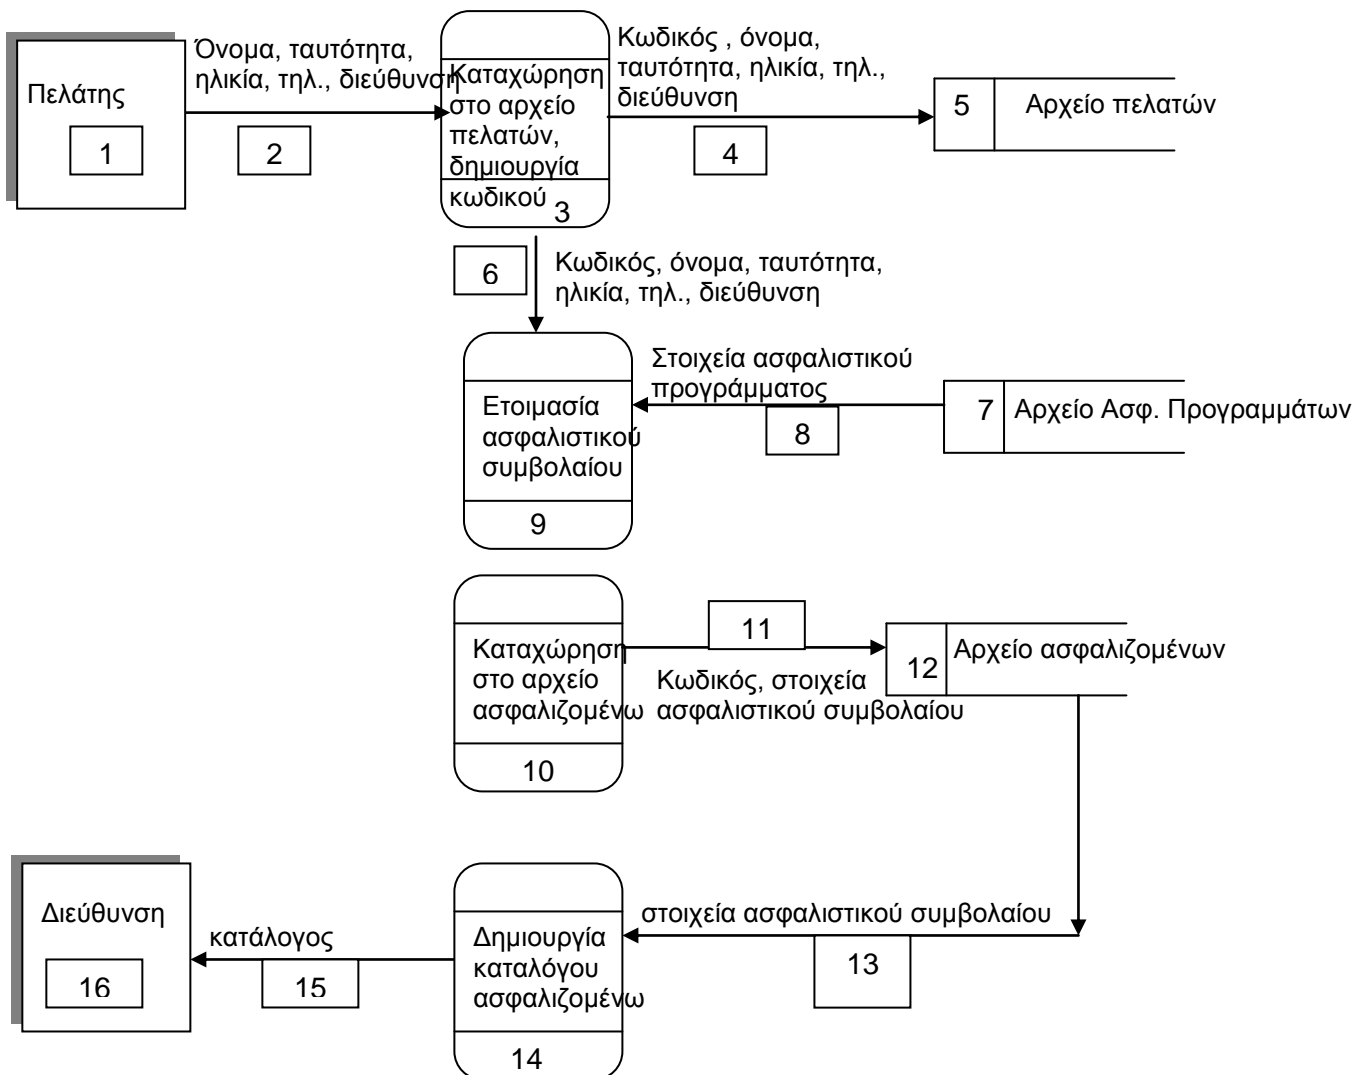 Πελάτης
1
Όνομα, ταυτότητα,
ηλικία, τηλ., διεύθυνση
2
Καταχώρηση
στο αρχείο
πελατών,
δημιουργία
κωδικού
3
Κωδικός , όνομα,
ταυτότητα, ηλικία, τηλ.,
διεύθυνση
4
5
Αρχείο πελατών
6
Κωδικός, όνομα, ταυτότητα,
ηλικία, τηλ., διεύθυνση
Ετοιμασία
ασφαλιστικού
συμβολαίου
9
Στοιχεία ασφαλιστικού
προγράμματος
8
7
Αρχείο Ασφ. Προγραμμάτων
Καταχώρηση
στο αρχείο
ασφαλιζομένω
10
11
Κωδικός, στοιχεία
ασφαλιστικού συμβολαίου
12
Αρχείο ασφαλιζομένων
Διεύθυνση
16
κατάλογος
15
Δημιουργία
καταλόγου
ασφαλιζομένω
14
στοιχεία ασφαλιστικού συμβολαίου
13